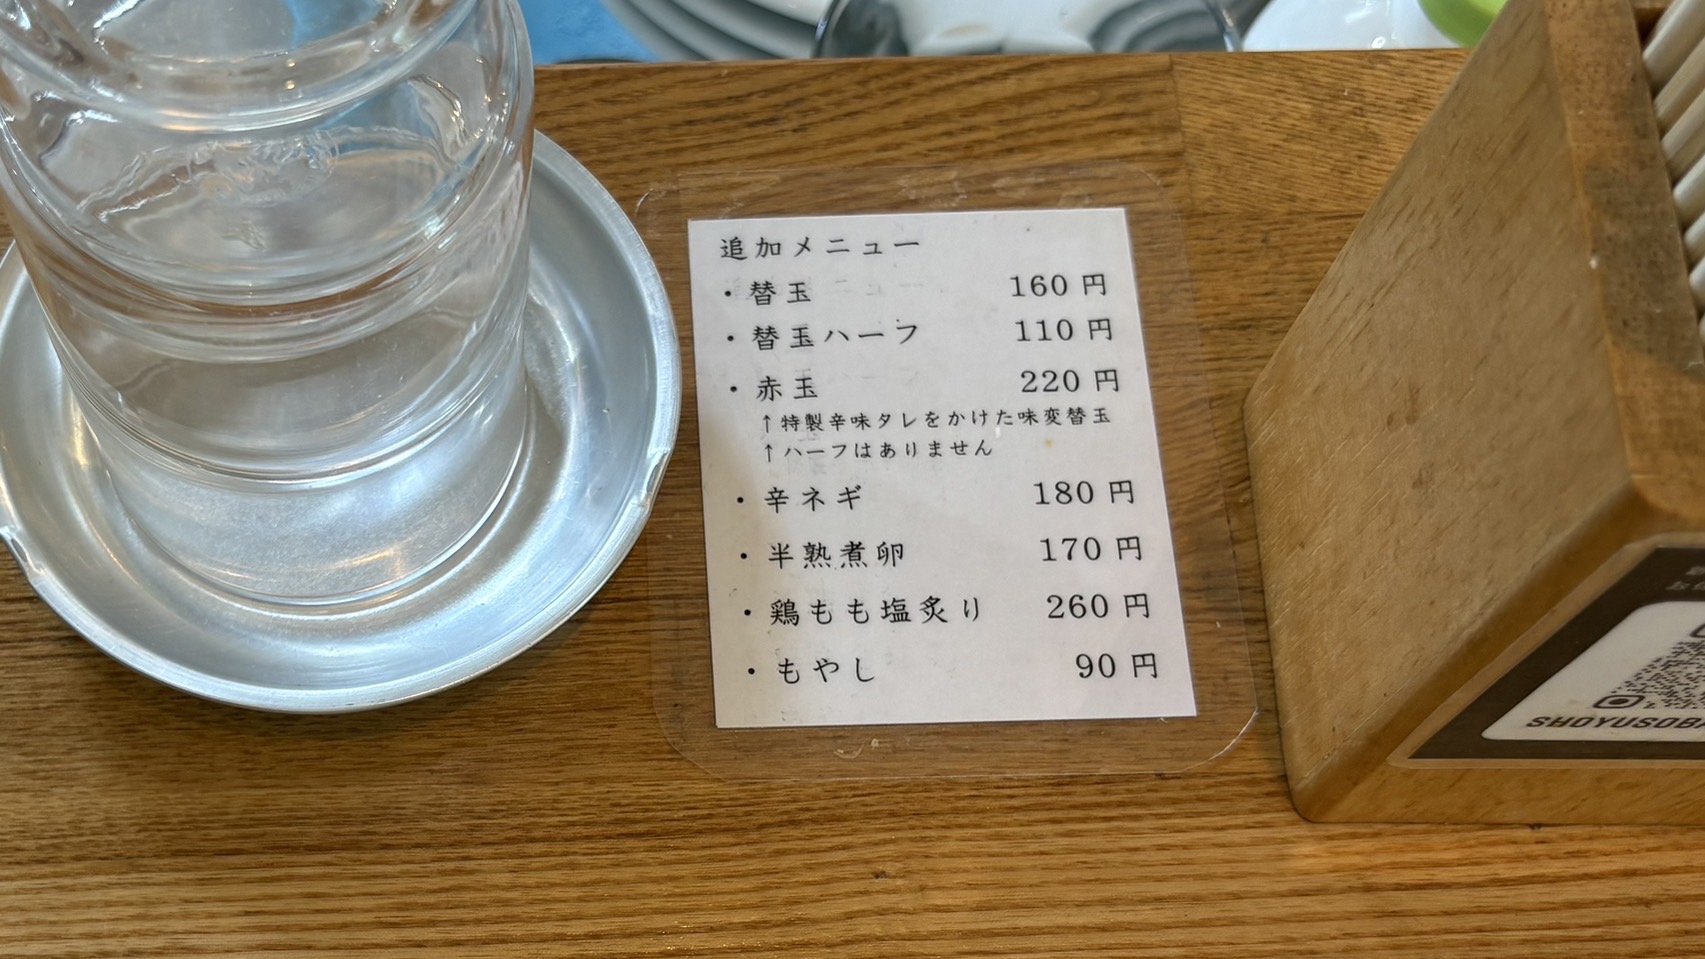 追加メニュー
・替玉 160円
・替玉ハーフ 110円
・赤玉 220円
↑特製辛味タレをかけた味変替玉
↑ハーフはありません
・辛ネギ 180円
・半熟煮卵 170円
・鶏もも塩炙り 260円
・もやし 90円
SHOYUSOBA